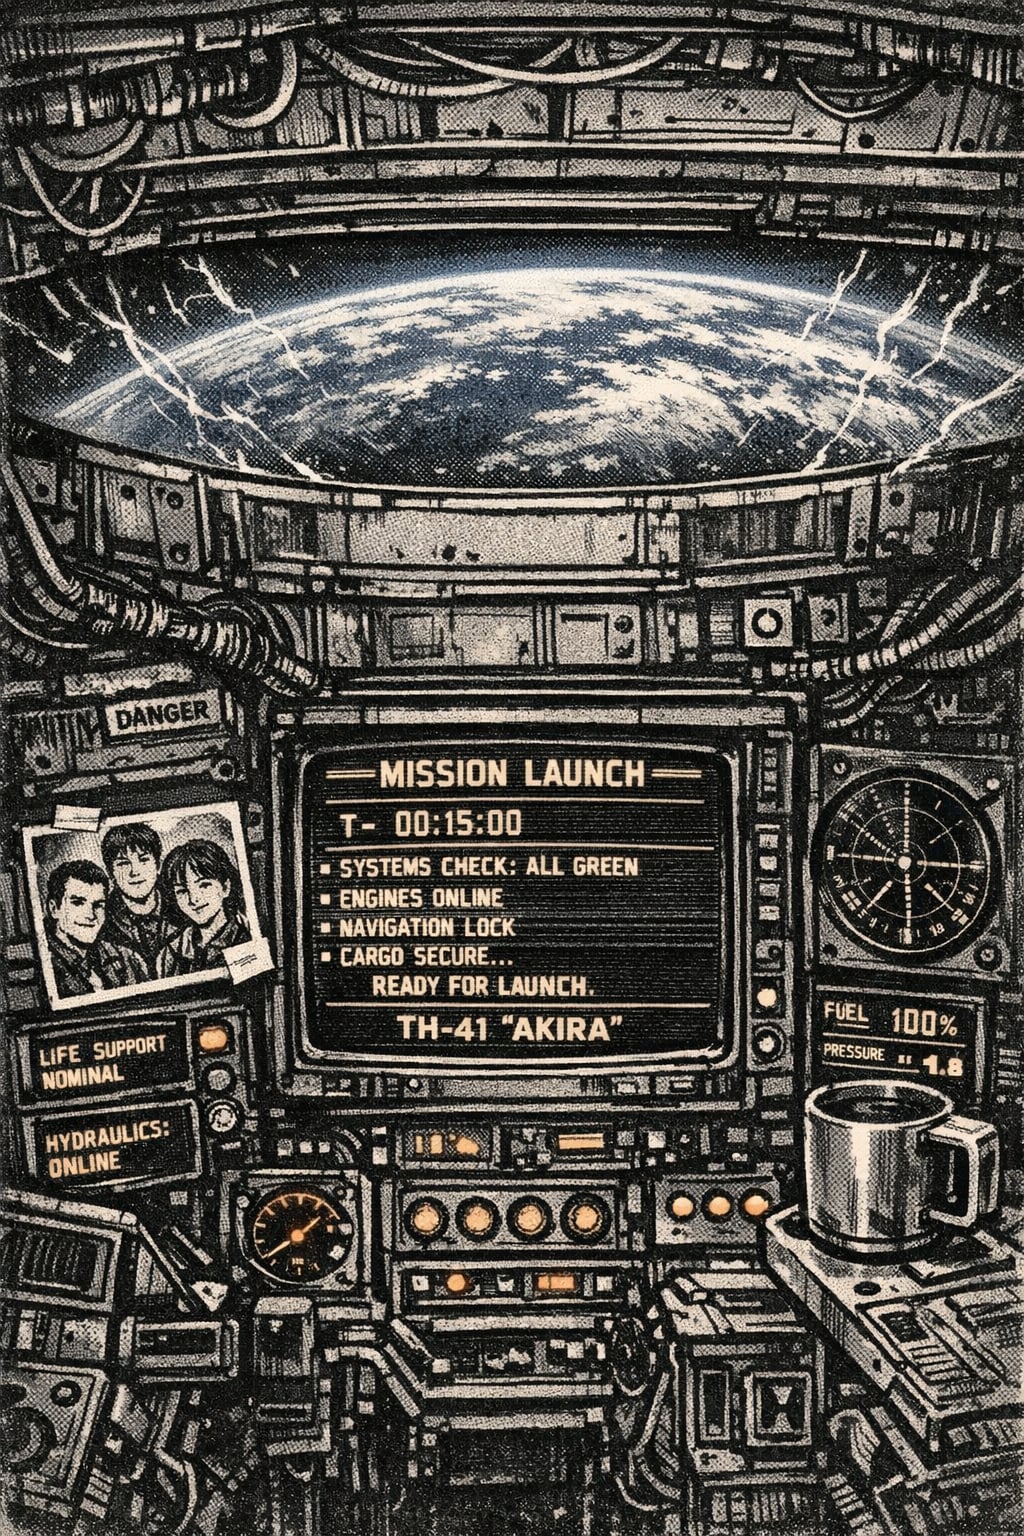 DANGER
MISSION LAUNCH
T- 00:15:00
▪ SYSTEMS CHECK: ALL GREEN
▪ ENGINES ONLINE
▪ NAVIGATION LOCK
▪ CARGO SECURE...
READY FOR LAUNCH.
TH-41 "AKIRA"
LIFE SUPPORT
NOMINAL
HYDRAULICS:
ONLINE
FUEL 100%
PRESSURE 1.8